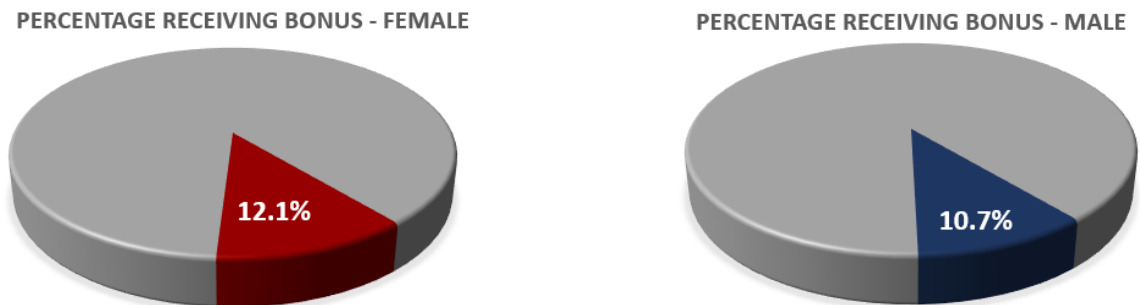 PERCENTAGE RECEIVING BONUS - FEMALE
12.1%
PERCENTAGE RECEIVING BONUS - MALE
10.7%